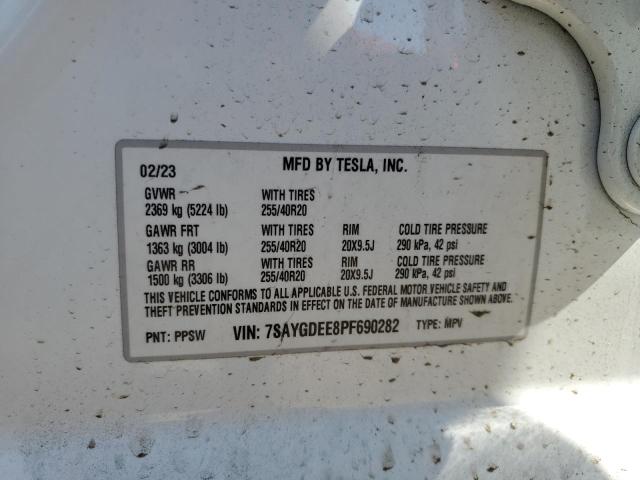 02/23 MFD BY TESLA, INC.
GVWR WITH TIRES
2369 kg (5224 lb) 255/40R20
GAWR FRT WITH TIRES RIM COLD TIRE PRESSURE
1363 kg (3004 lb) 255/40R20 20X9.5J 290 kPa, 42 psi
GAWR RR WITH TIRES RIM COLD TIRE PRESSURE
1500 kg (3306 lb) 255/40R20 20X9.5J 290 kPa, 42 psi
THIS VEHICLE CONFORMS TO ALL APPLICABLE U.S. FEDERAL MOTOR VEHICLE SAFETY AND
THEFT PREVENTION STANDARDS IN EFFECT ON THE DATE OF MANUFACTURE SHOWN ABOVE.
PNT: PPSW VIN: 7SAYGDEE8PF690282 TYPE: MPV